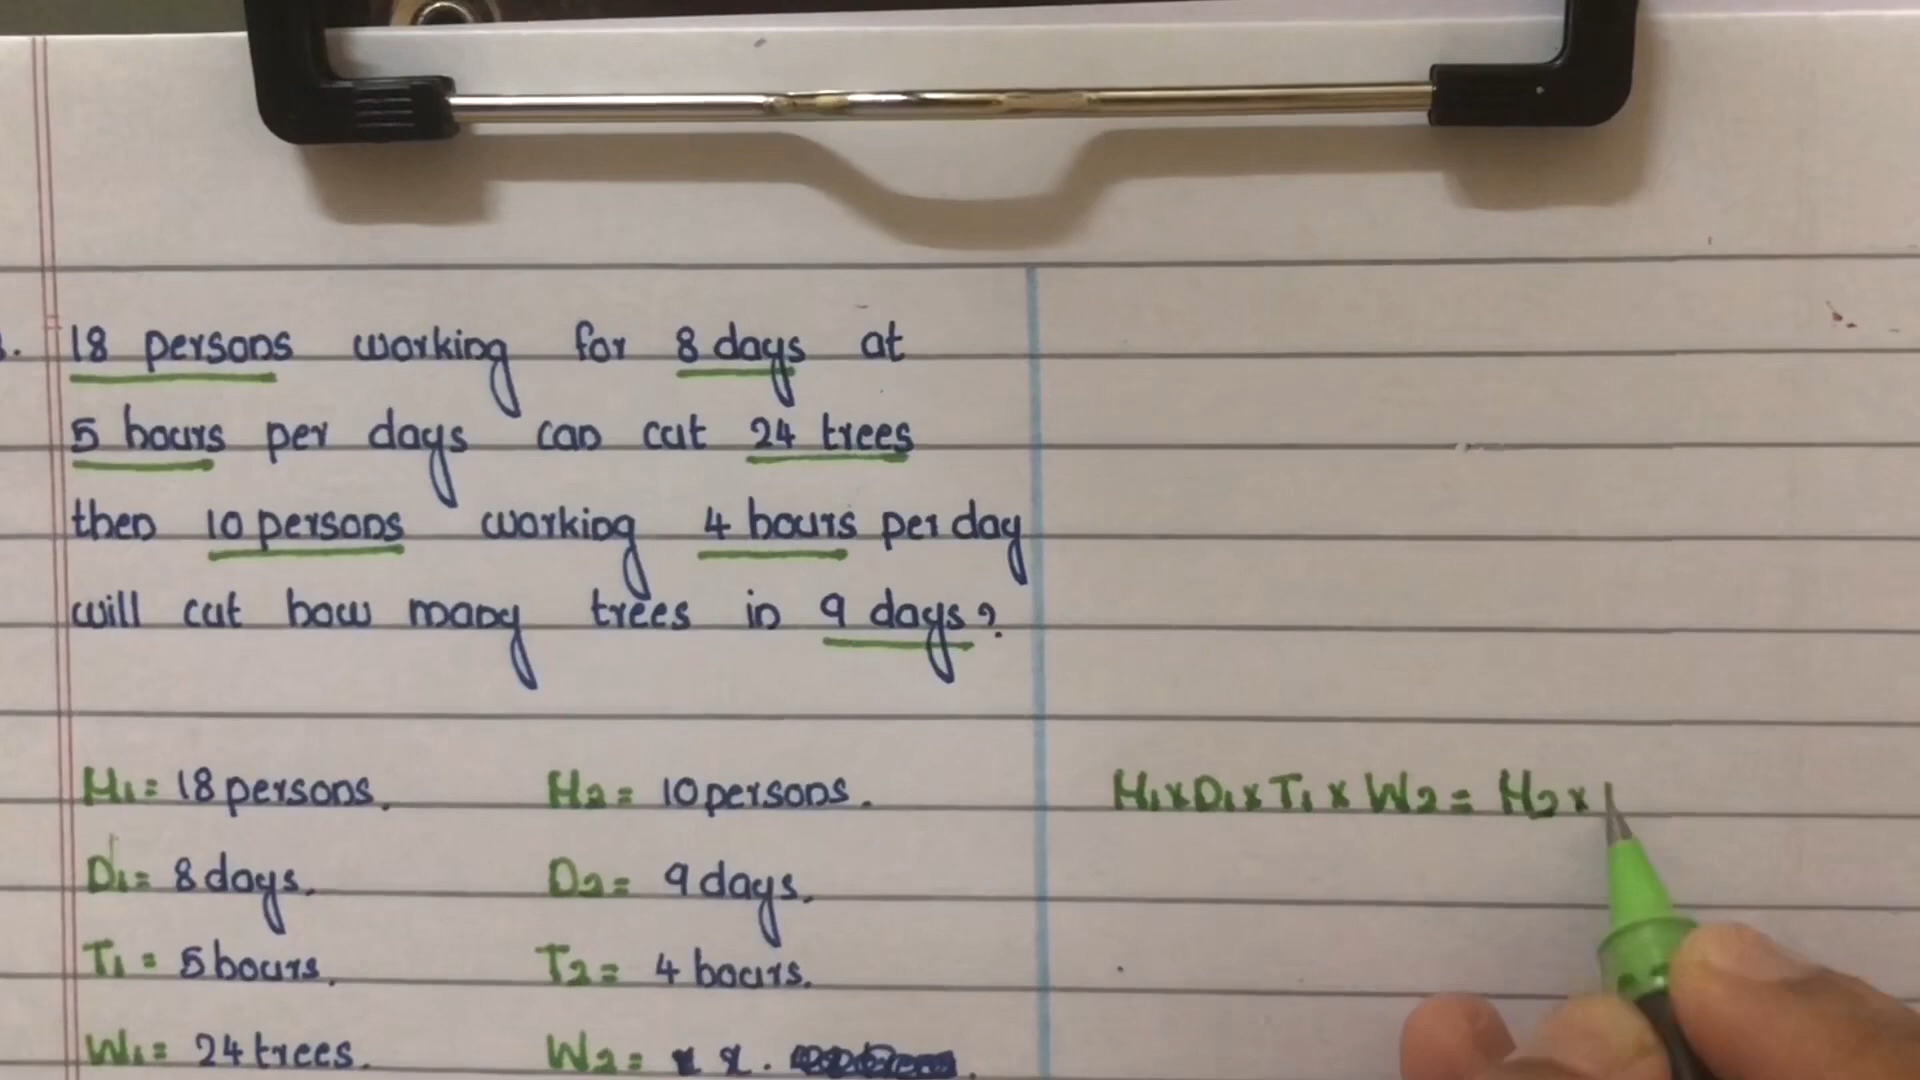 18 persons working for 8 days at
5 hours per days can cut 24 trees
then 10 persons working 4 hours per day
will cut how many trees in 9 days?
M₁= 18 persons. M₂= 10 persons.
D₁= 8 days. D₂= 9 days.
T₁= 5 hours. T₂= 4 hours.
W₁= 24 trees. W₂= x x.
M₁×D₁×T₁×W₂= M₂×